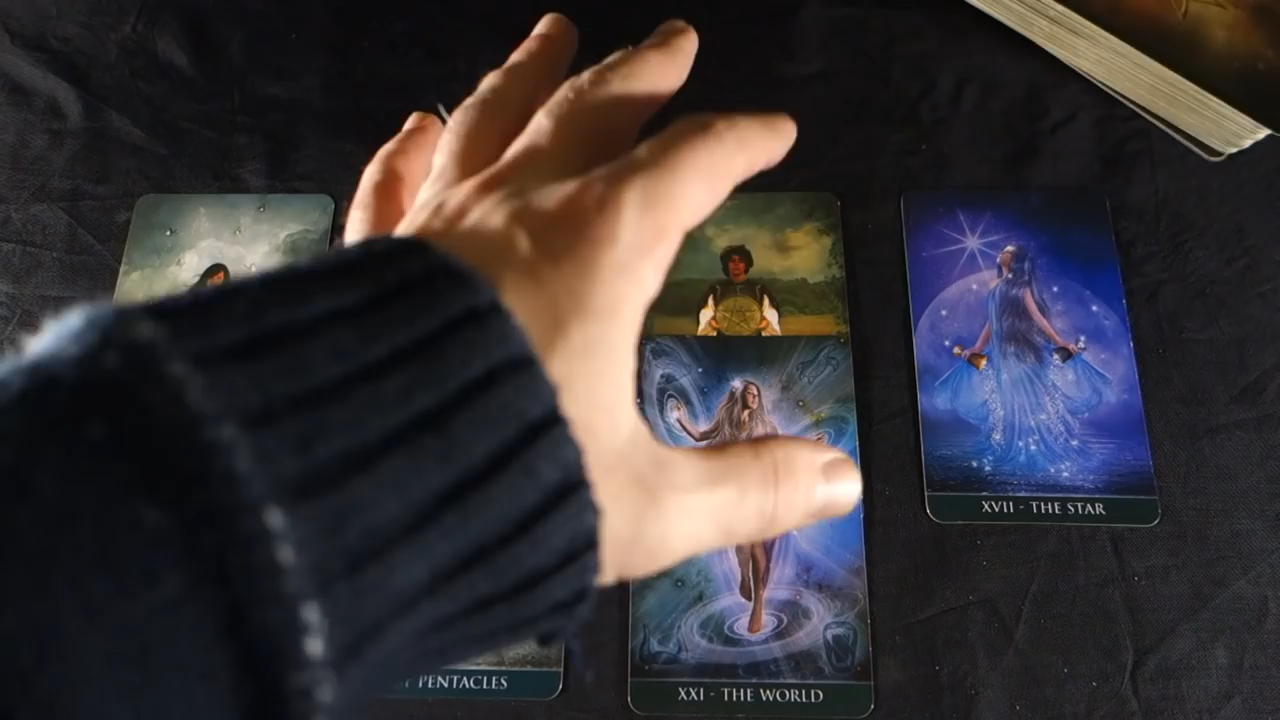 XVII - THE STAR
PENTACLES
XXI - THE WORLD